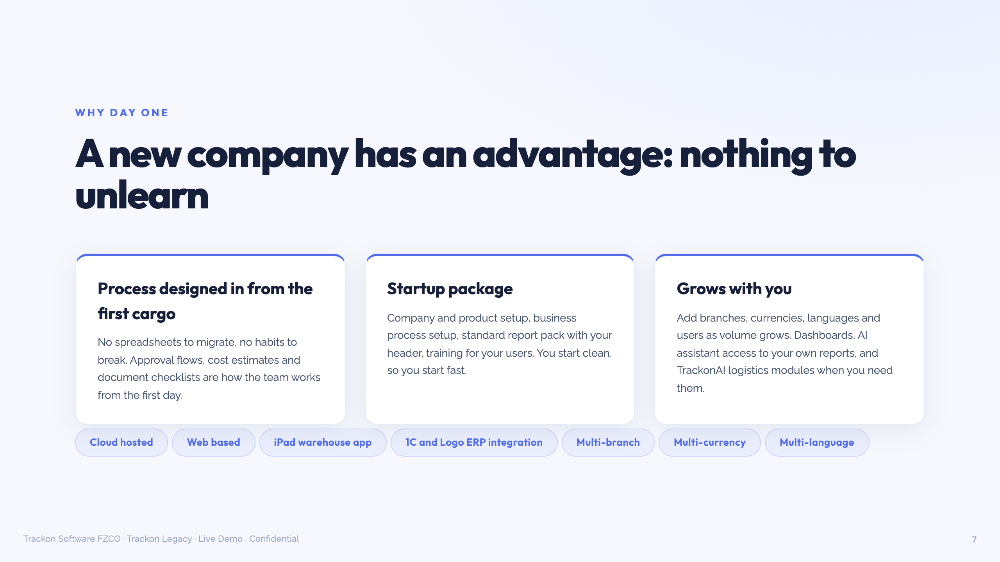 WHY DAY ONE
A new company has an advantage: nothing to
unlearn
Process designed in from the
first cargo
No spreadsheets to migrate, no habits to
break. Approval flows, cost estimates and
document checklists are how the team works
from the first day.
Startup package
Company and product setup, business
process setup, standard report pack with your
header, training for your users. You start clean,
so you start fast.
Grows with you
Add branches, currencies, languages and
users as volume grows. Dashboards, AI
assistant access to your own reports, and
TrackonAI logistics modules when you need
them.
Cloud hosted
Web based
iPad warehouse app
1C and Logo ERP integration
Multi-branch
Multi-currency
Multi-language
Trackon Software FZCO · Trackon Legacy · Live Demo · Confidential
7